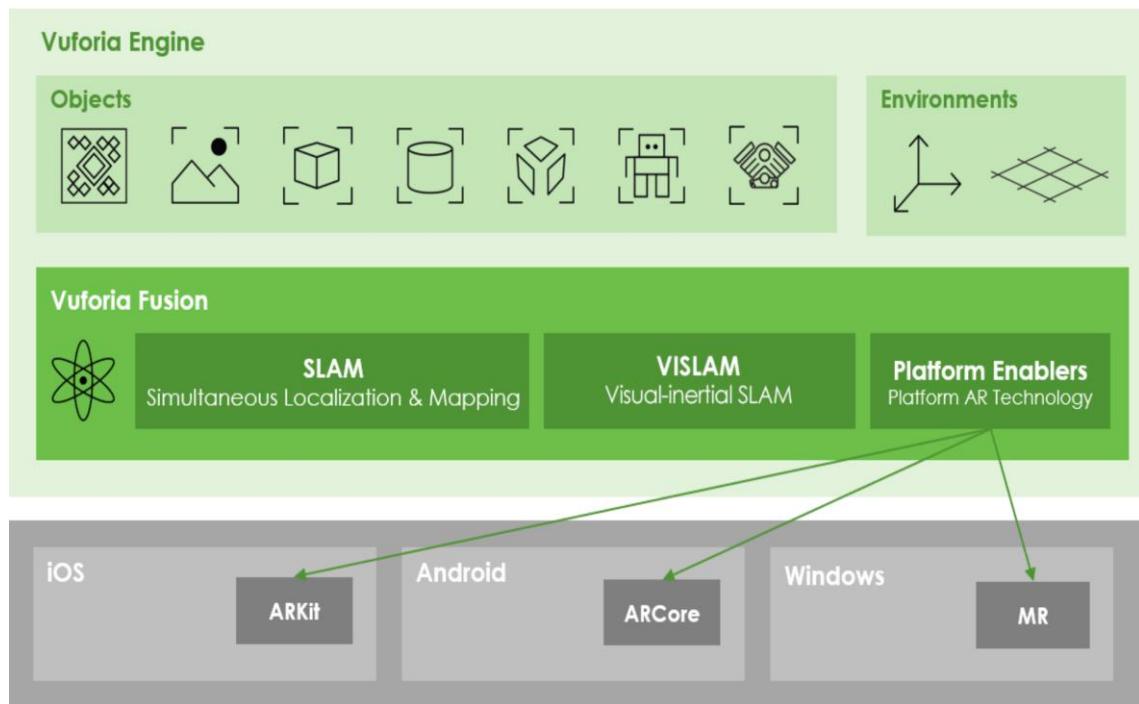 Vuforia Engine
Objects
Environments
Vuforia Fusion
SLAM
Simultaneous Localization & Mapping
VISLAM
Visual-inertial SLAM
Platform Enablers
Platform AR Technology
iOS
ARKit
Android
ARCore
Windows
MR